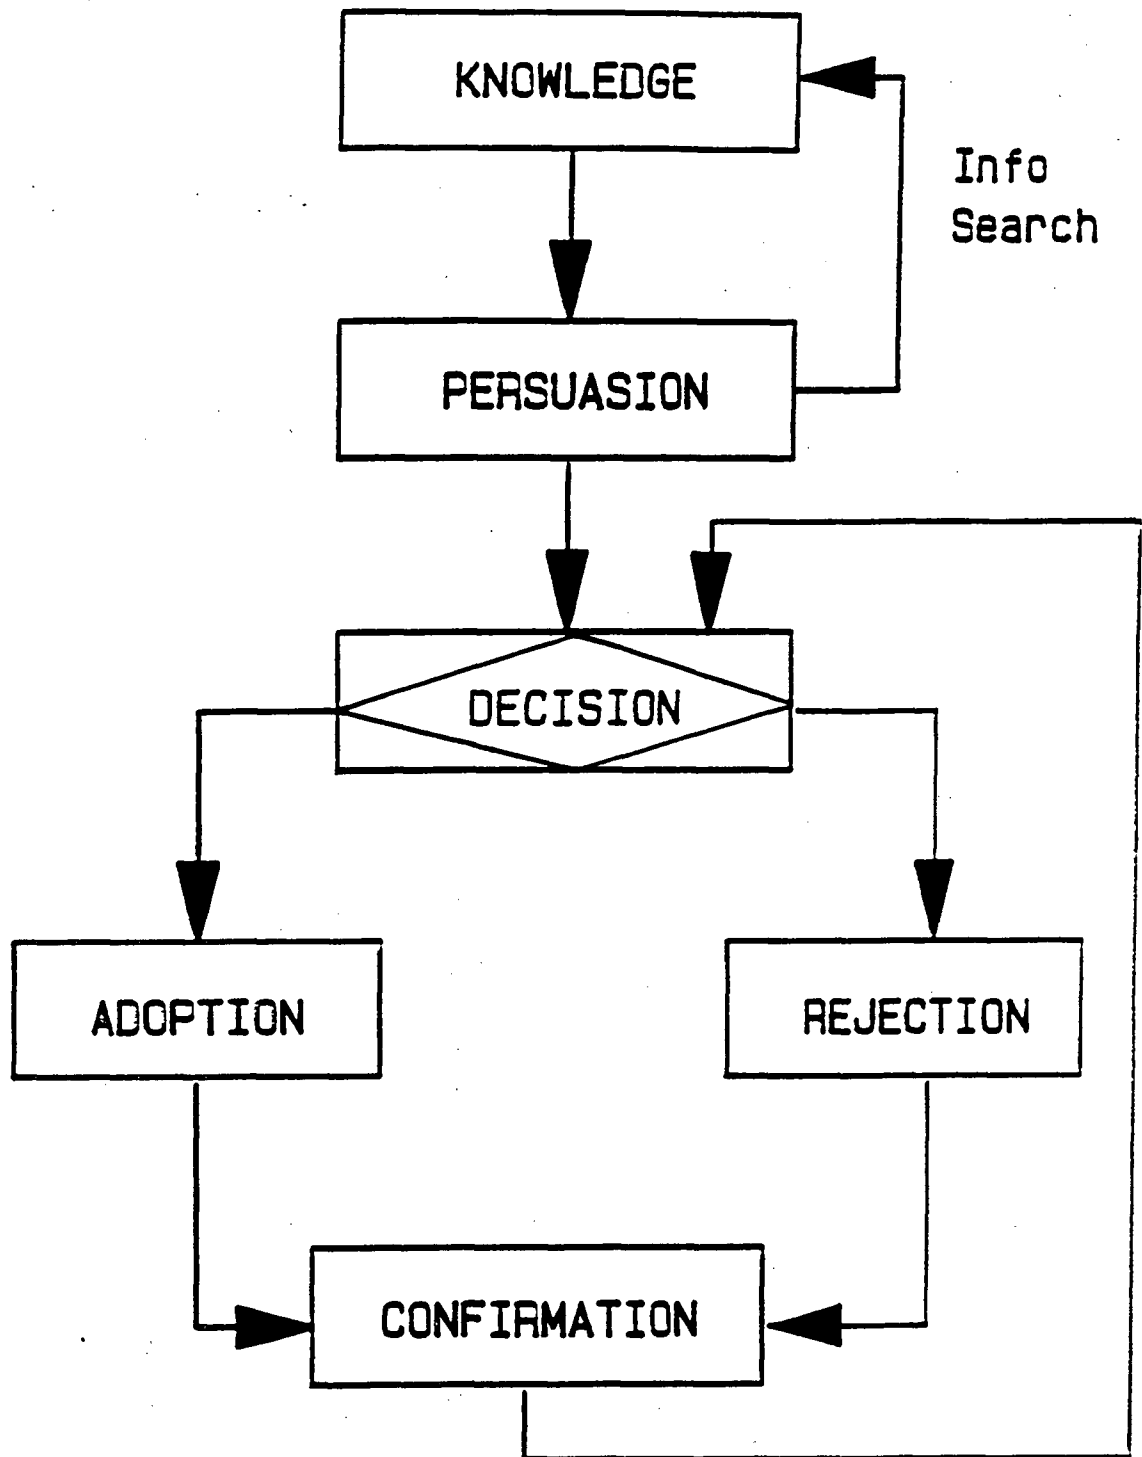 KNOWLEDGE
Info
Search
PERSUASION
DECISION
ADOPTION
REJECTION
CONFIRMATION